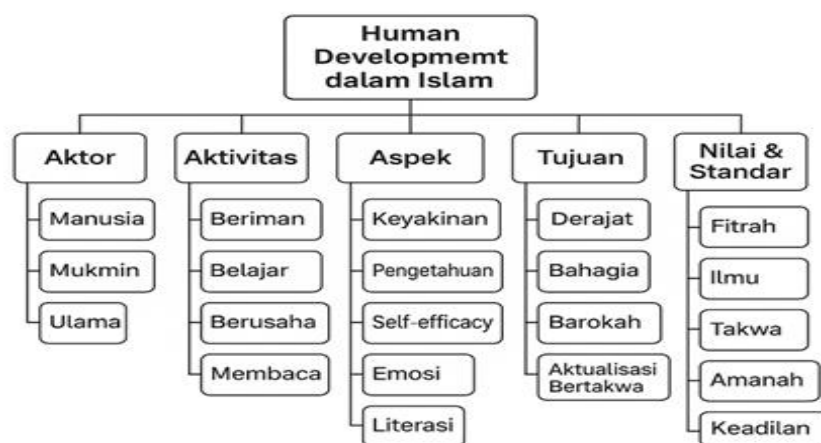 Human
Developmemt
dalam Islam
Aktor
Manusia
Mukmin
Ulama
Aktivitas
Beriman
Belajar
Berusaha
Membaca
Aspek
Keyakinan
Pengetahuan
Self-efficacy
Emosi
Literasi
Tujuan
Derajat
Bahagia
Barokah
Aktualisasi
Bertakwa
Nilai &
Standar
Fitrah
Ilmu
Takwa
Amanah
Keadilan